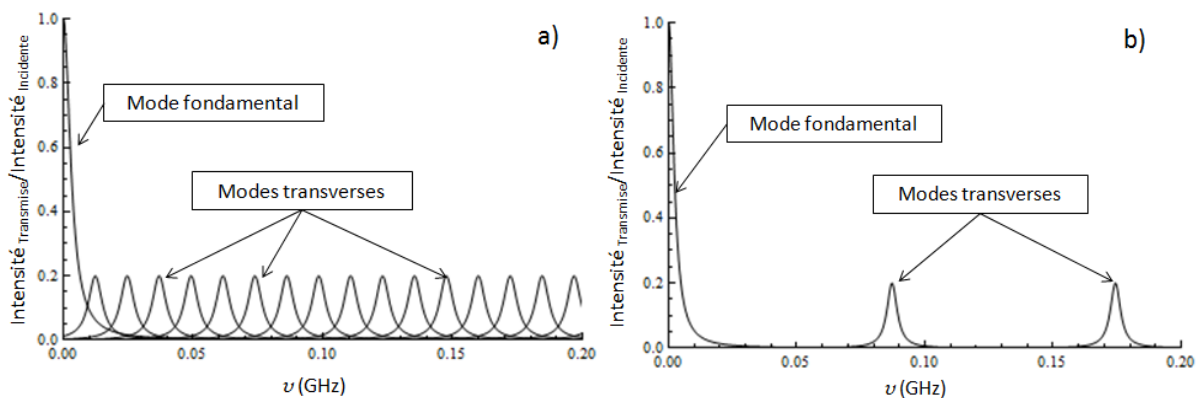 a)
Intensité Transmise/Intensité Incidente
1.0
0.8
0.6
0.4
0.2
0.0
Mode fondamental
Modes transverses
0.00 0.05 0.10 0.15 0.20
υ (GHz)
b)
Intensité Transmise/Intensité Incidente
1.0
0.8
0.6
0.4
0.2
0.0
Mode fondamental
Modes transverses
0.00 0.05 0.10 0.15 0.20
υ (GHz)